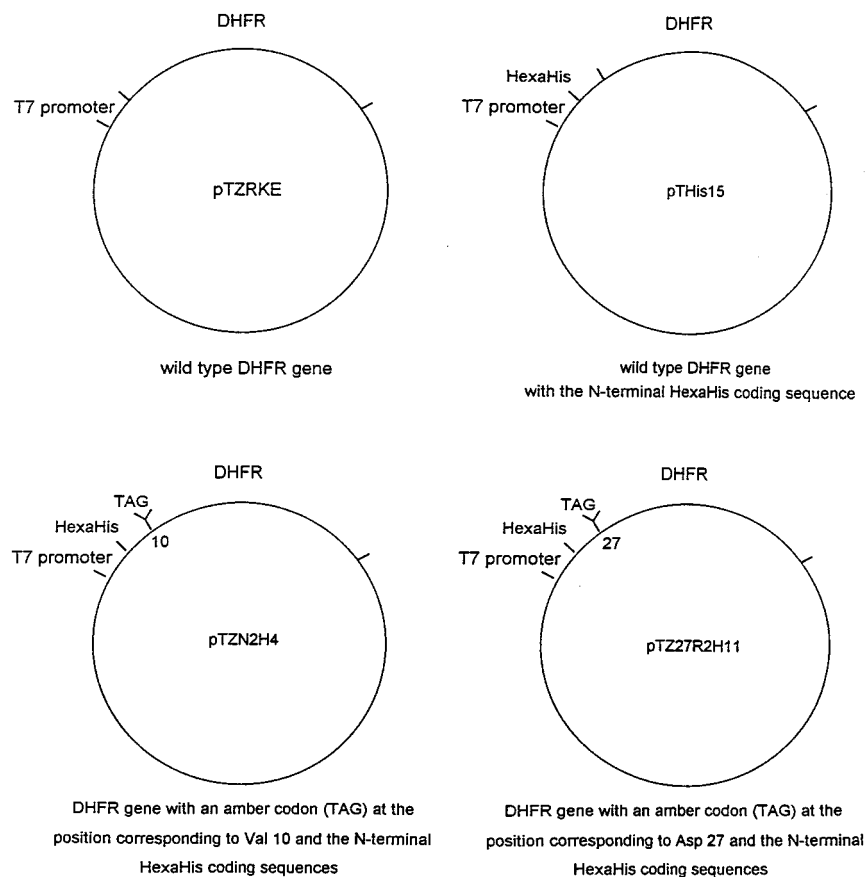 DHFR
T7 promoter
pTZRKE
wild type DHFR gene
DHFR
HexaHis
T7 promoter
pTHis15
wild type DHFR gene
with the N-terminal HexaHis coding sequence
DHFR
TAG
HexaHis
10
T7 promoter
pTZN2H4
DHFR gene with an amber codon (TAG) at the
position corresponding to Val 10 and the N-terminal
HexaHis coding sequences
DHFR
TAG
HexaHis
27
T7 promoter
pTZ27R2H11
DHFR gene with an amber codon (TAG) at the
position corresponding to Asp 27 and the N-terminal
HexaHis coding sequences